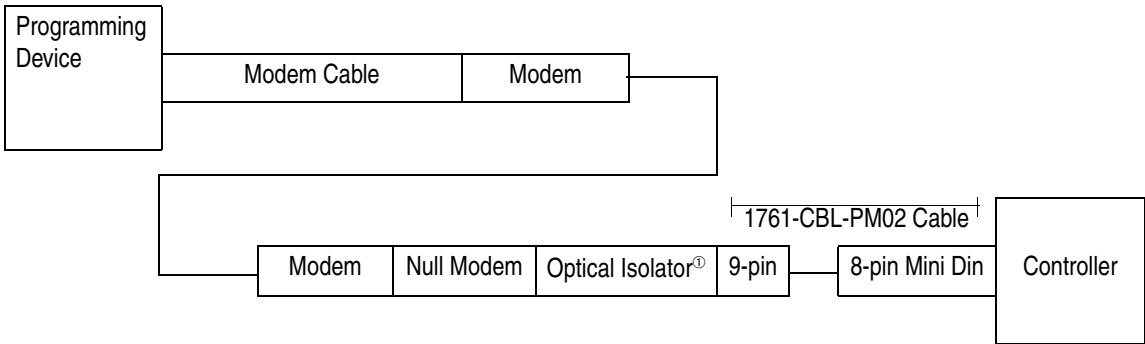 Programming
Device
Modem Cable
Modem
1761-CBL-PM02 Cable
Modem
Null Modem
Optical Isolator①
9-pin
8-pin Mini Din
Controller